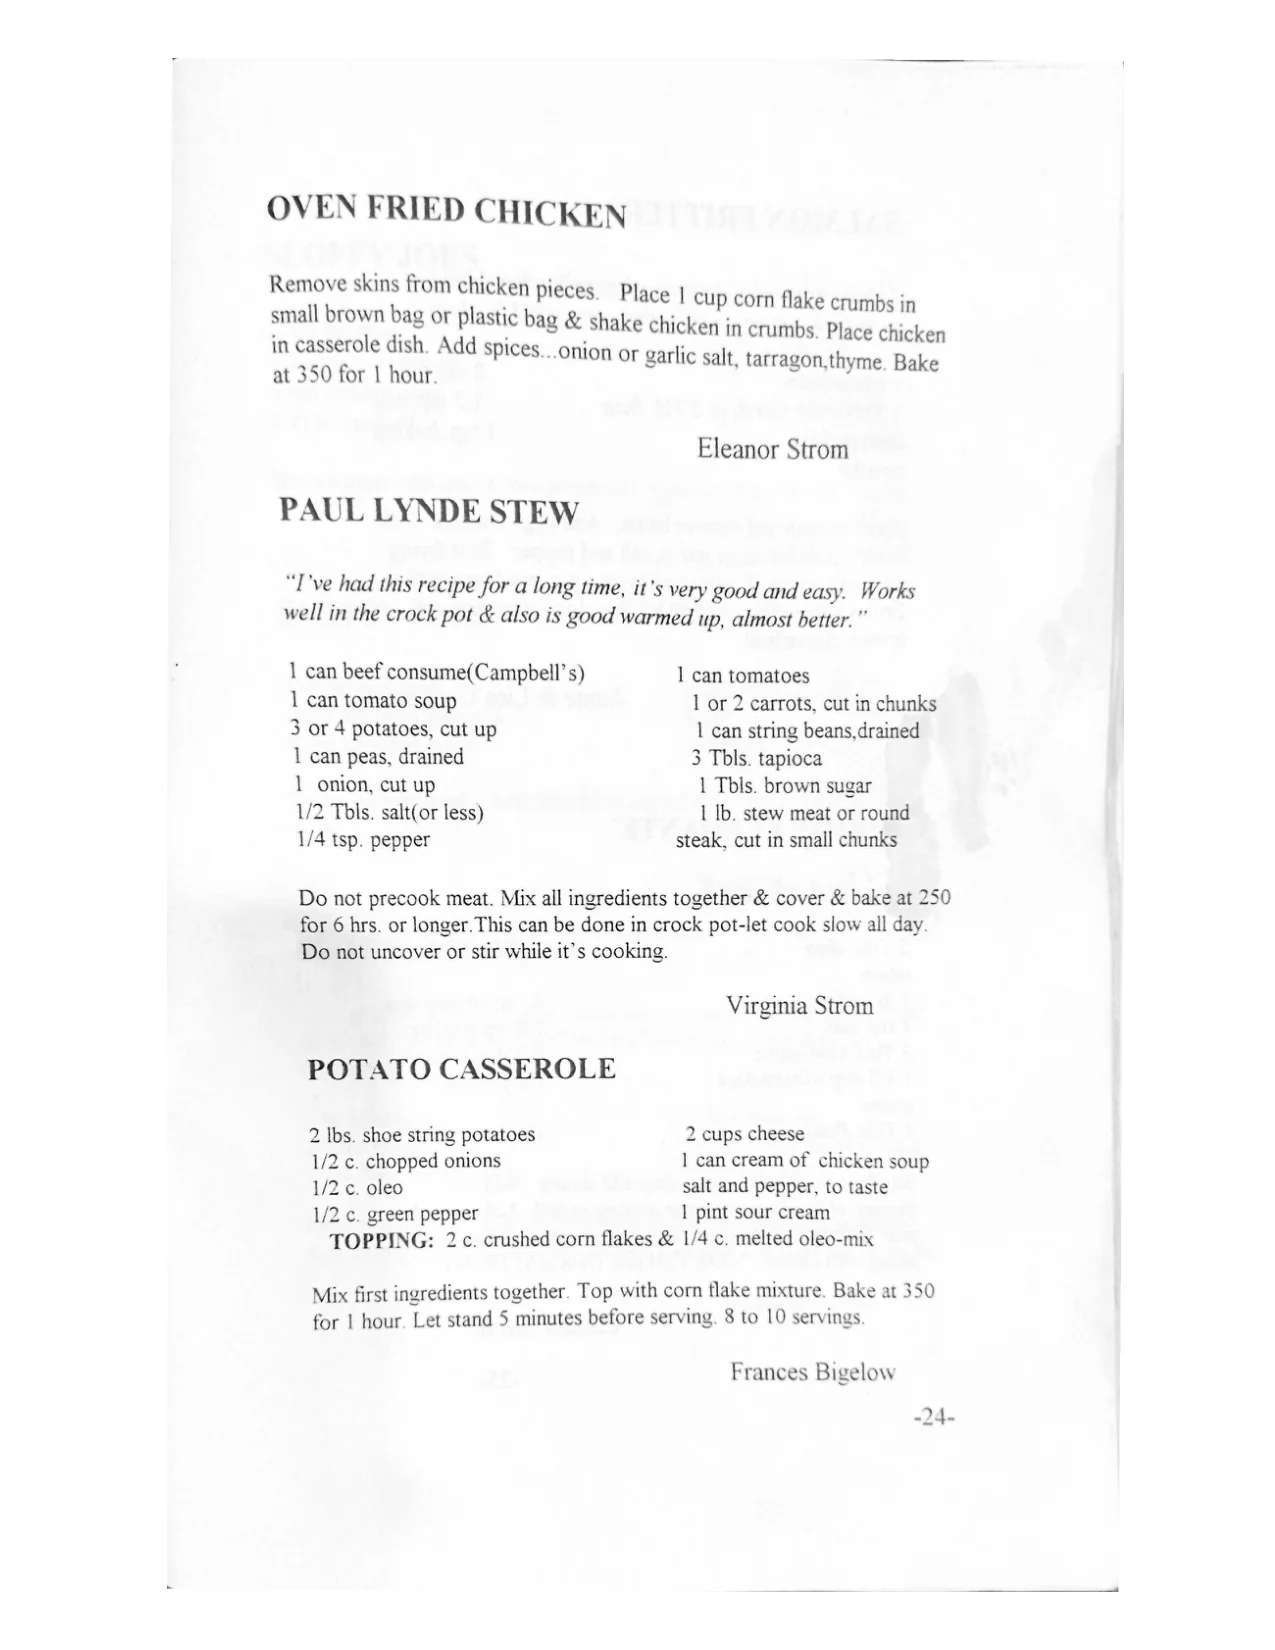 OVEN FRIED CHICKEN
Remove skins from chicken pieces. Place 1 cup corn flake crumbs in
small brown bag or plastic bag & shake chicken in crumbs. Place chicken
in casserole dish. Add spices...onion or garlic salt, tarragon,thyme. Bake
at 350 for 1 hour.
Eleanor Strom
PAUL LYNDE STEW
"I've had this recipe for a long time, it's very good and easy. Works
well in the crock pot & also is good warmed up, almost better."
1 can beef consume(Campbell's) 1 can tomatoes
1 can tomato soup 1 or 2 carrots, cut in chunks
3 or 4 potatoes, cut up 1 can string beans,drained
1 can peas, drained 3 Tbls. tapioca
1 onion, cut up 1 Tbls. brown sugar
1/2 Tbls. salt(or less) 1 lb. stew meat or round
1/4 tsp. pepper steak, cut in small chunks
Do not precook meat. Mix all ingredients together & cover & bake at 250
for 6 hrs. or longer.This can be done in crock pot-let cook slow all day.
Do not uncover or stir while it's cooking.
Virginia Strom
POTATO CASSEROLE
2 lbs. shoe string potatoes 2 cups cheese
1/2 c. chopped onions 1 can cream of chicken soup
1/2 c. oleo salt and pepper, to taste
1/2 c. green pepper 1 pint sour cream
TOPPING: 2 c. crushed corn flakes & 1/4 c. melted oleo-mix
Mix first ingredients together. Top with corn flake mixture. Bake at 350
for 1 hour. Let stand 5 minutes before serving. 8 to 10 servings.
Frances Bigelow
-24-